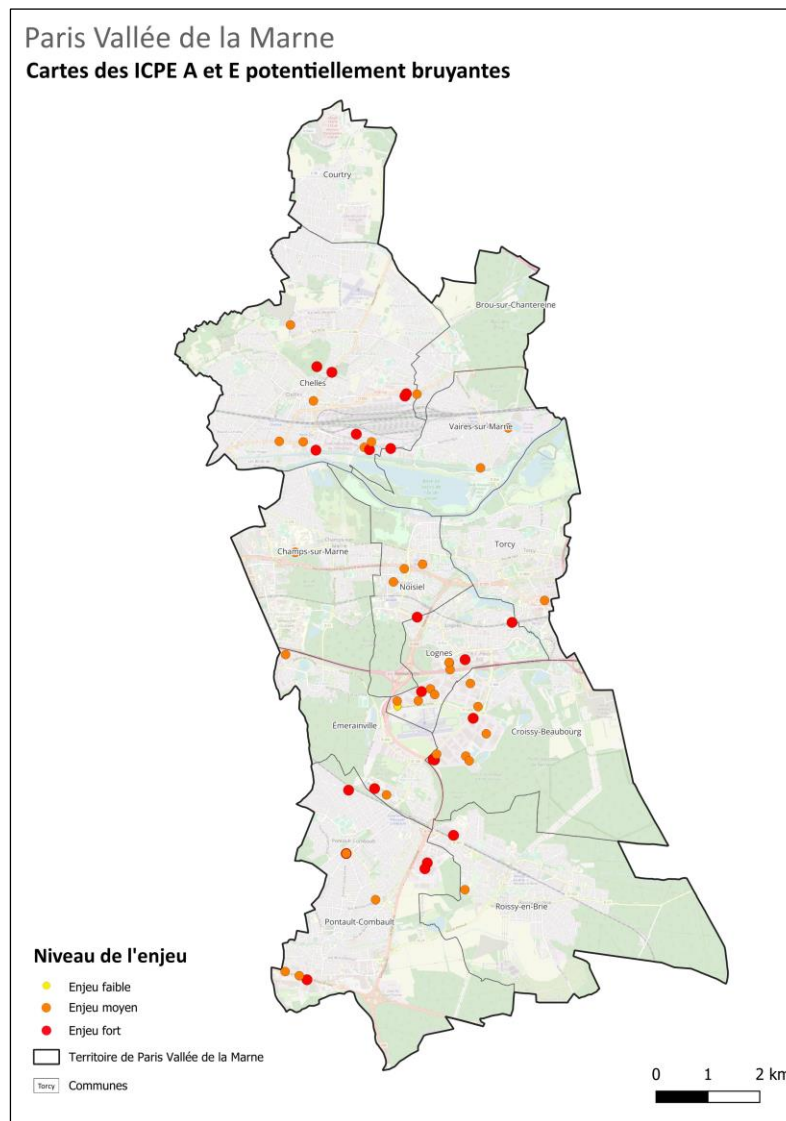 Paris Vallée de la Marne
Cartes des ICPE A et E potentiellement bruyantes
Courtry
Brou-sur-Chantereine
Chelles
Vaires-sur-Marne
Torcy
Champs-sur-Marne
Noisiel
Lognes
Émerainville
Croissy-Beaubourg
Pontault-Combault
Roissy-en-Brie
Niveau de l'enjeu
Enjeu faible
Enjeu moyen
Enjeu fort
Territoire de Paris Vallée de la Marne
Torcy Communes
0 1 2 km